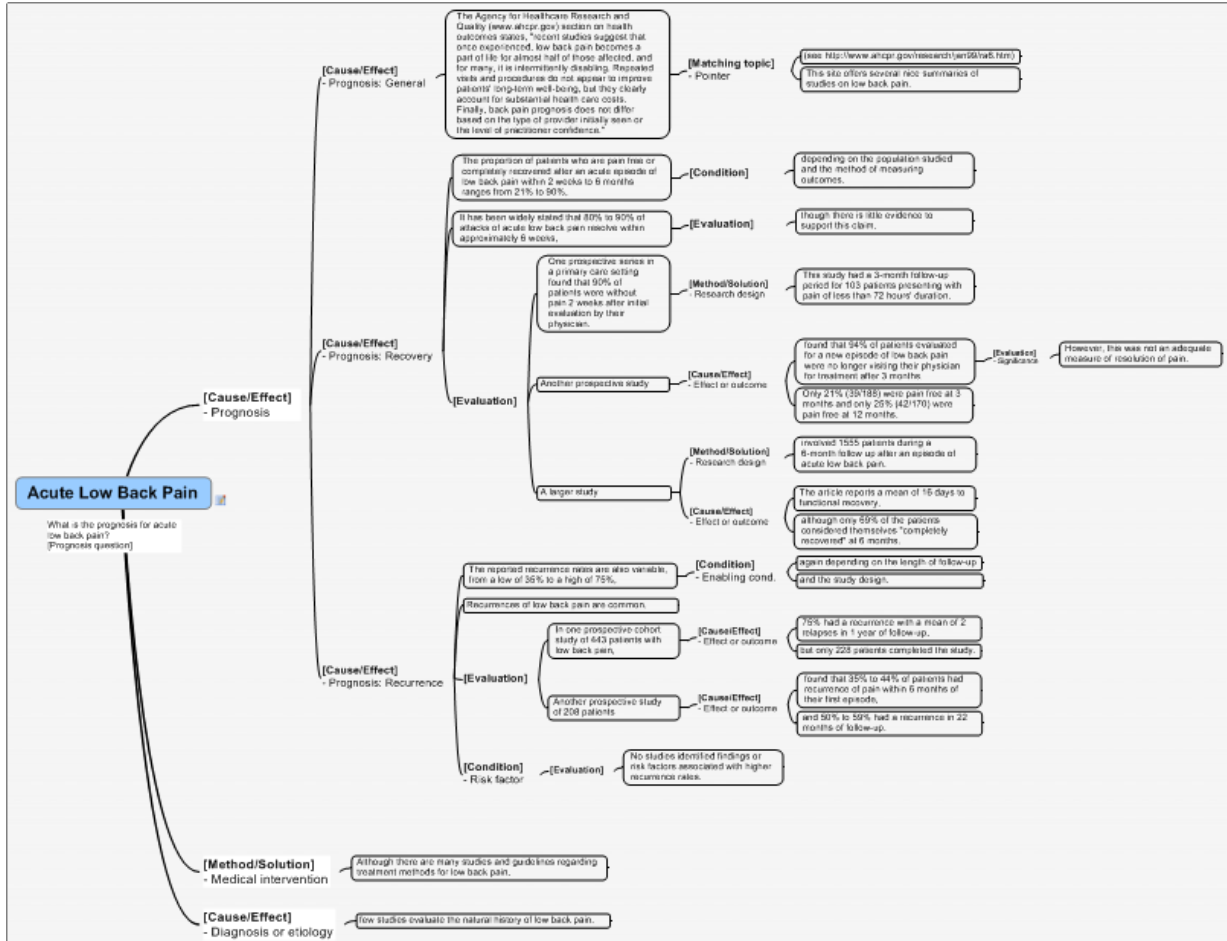 The Agency for Healthcare Research and
Quality (www.ahcpr.gov) section on health
outcomes states, "recent studies suggest that
once experienced, low back pain becomes a
part of life for almost half of those affected, and
for many, it is intermittently disabling. Repeated
visits and procedures do not appear to improve
patients' long-term well-being, but they clearly
account for substantial health care costs.
Finally, back pain prognosis does not differ
based on the type of provider initially seen or
the level of practitioner confidence."
[Cause/Effect]
- Prognosis: General
[Matching topic]
- Pointer
(see http://www.ahcpr.gov/research/jan99/ra6.htm)
This site offers several nice summaries of
studies on low back pain.
The proportion of patients who are pain free or
completely recovered after an acute episode of
low back pain within 2 weeks to 6 months
ranges from 21% to 90%,
[Condition]
depending on the population studied
and the method of measuring
outcomes.
It has been widely stated that 80% to 90% of
attacks of acute low back pain resolve within
approximately 6 weeks,
[Evaluation]
though there is little evidence to
support this claim.
One prospective series in
a primary care setting
found that 90% of
patients were without
pain 2 weeks after initial
evaluation by their
physician.
[Method/Solution]
- Research design
This study had a 3-month follow-up
period for 103 patients presenting with
pain of less than 72 hours' duration.
[Cause/Effect]
- Prognosis: Recovery
[Evaluation]
Another prospective study
[Cause/Effect]
- Effect or outcome
found that 94% of patients evaluated
for a new episode of low back pain
were no longer visiting their physician
for treatment after 3 months.
[Evaluation]
- Significance
However, this was not an adequate
measure of resolution of pain.
Only 21% (39/188) were pain free at 3
months and only 25% (42/170) were
pain free at 12 months.
A larger study
[Method/Solution]
- Research design
involved 1555 patients during a
6-month follow up after an episode of
acute low back pain.
[Cause/Effect]
- Effect or outcome
The article reports a mean of 16 days to
functional recovery,
although only 69% of the patients
considered themselves "completely
recovered" at 6 months.
[Cause/Effect]
- Prognosis
Acute Low Back Pain
What is the prognosis for acute
low back pain?
[Prognosis question]
The reported recurrence rates are also variable,
from a low of 35% to a high of 75%,
[Condition]
- Enabling cond.
again depending on the length of follow-up
and the study design.
Recurrences of low back pain are common.
[Cause/Effect]
- Prognosis: Recurrence
[Evaluation]
In one prospective cohort
study of 443 patients with
low back pain,
[Cause/Effect]
- Effect or outcome
75% had a recurrence with a mean of 2
relapses in 1 year of follow-up,
but only 228 patients completed the study.
Another prospective study
of 208 patients
[Cause/Effect]
- Effect or outcome
found that 35% to 44% of patients had
recurrence of pain within 6 months of
their first episode,
and 50% to 59% had a recurrence in 22
months of follow-up.
[Condition]
- Risk factor
[Evaluation]
No studies identified findings or
risk factors associated with higher
recurrence rates.
[Method/Solution]
- Medical intervention
Although there are many studies and guidelines regarding
treatment methods for low back pain,
[Cause/Effect]
- Diagnosis or etiology
few studies evaluate the natural history of low back pain.